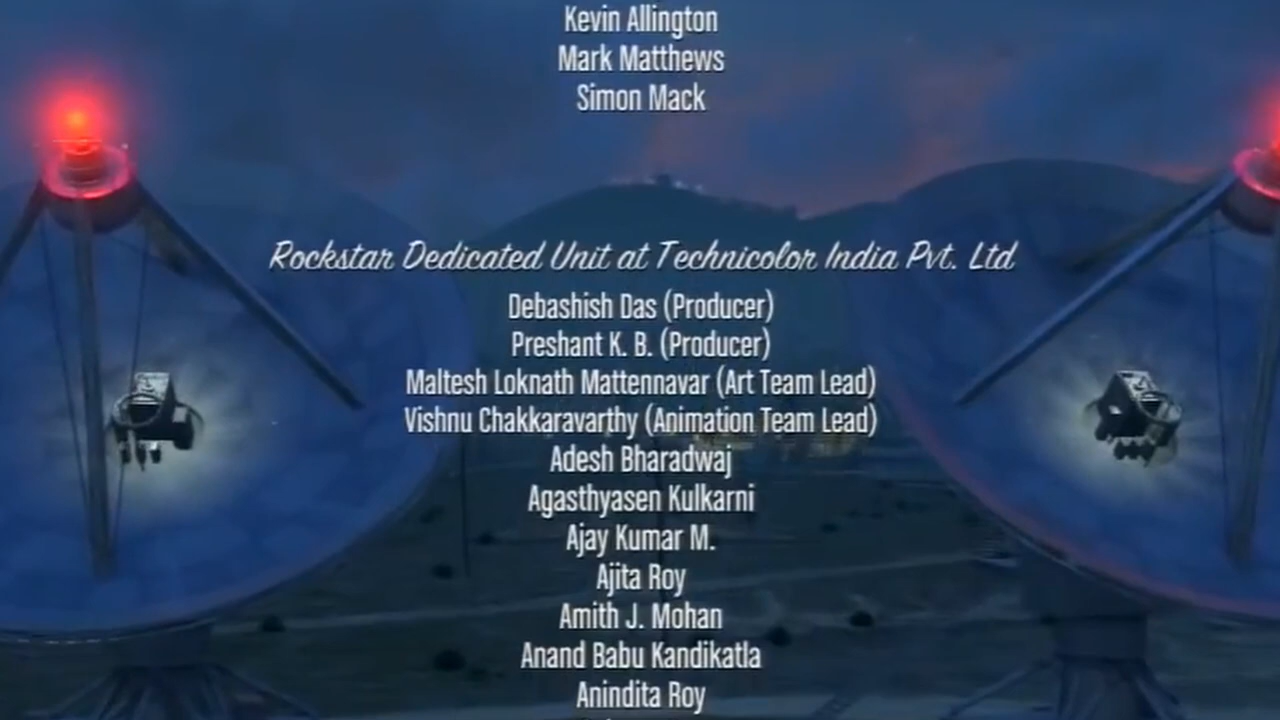 Kevin Allington
Mark Matthews
Simon Mack
Rockstar Dedicated Unit at Technicolor India Pvt. Ltd
Debashish Das (Producer)
Preshant K. B. (Producer)
Maltesh Loknath Mattennavar (Art Team Lead)
Vishnu Chakkaravarthy (Animation Team Lead)
Adesh Bharadwaj
Agasthyasen Kulkarni
Ajay Kumar M.
Ajita Roy
Amith J. Mohan
Anand Babu Kandikatla
Anindita Roy